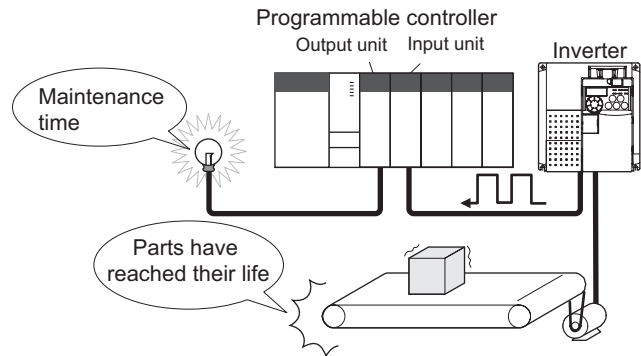 Programmable controller
Output unit
Input unit
Inverter
Maintenance
time
Parts have
reached their life